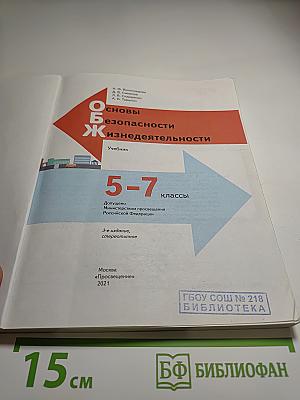 Основы
Безопасности
Жизнедеятельности
Учебник
5–7 классы
Допущено
Министерством просвещения
Российской Федерации
3-е издание,
стереотипное
Москва
«Просвещение»
2021
ГБОУ СОШ № 218
БИБЛИОТЕКА
15 см
БФ БИБЛИОФАН